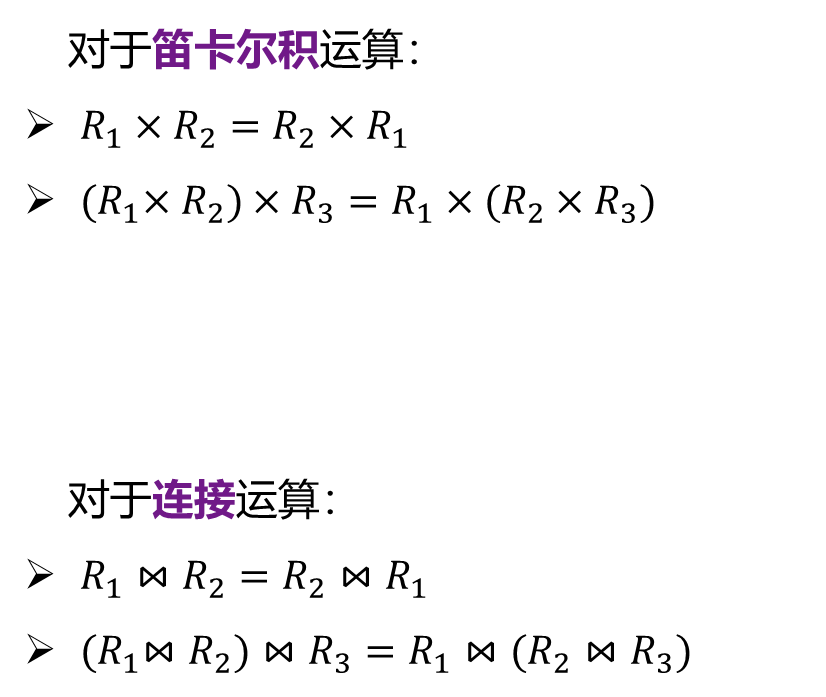 对于笛卡尔积运算：
➢ R₁ × R₂ = R₂ × R₁
➢ (R₁× R₂) × R₃ = R₁ × (R₂ × R₃)
对于连接运算：
➢ R₁ ⋈ R₂ = R₂ ⋈ R₁
➢ (R₁⋈ R₂) ⋈ R₃ = R₁ ⋈ (R₂ ⋈ R₃)